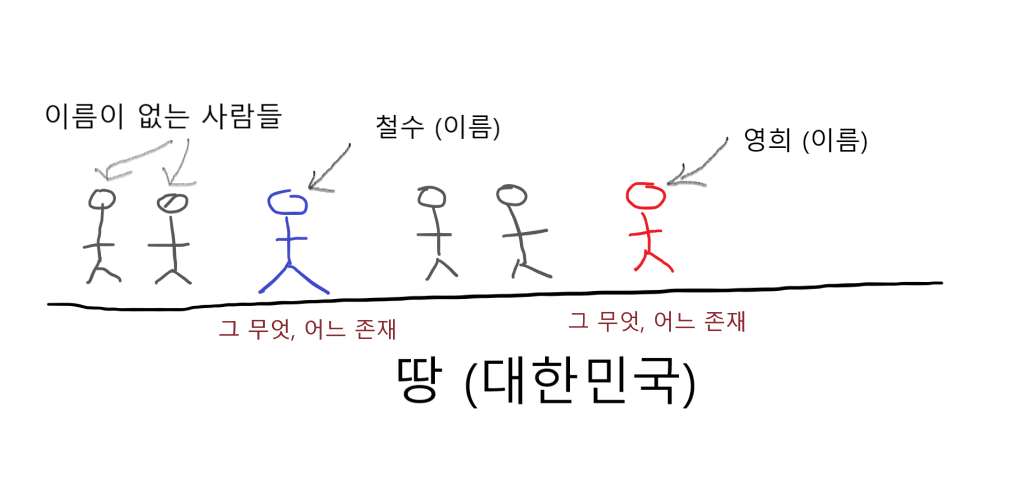 이름이 없는 사람들
철수 (이름)
영희 (이름)
그 무엇, 어느 존재
그 무엇, 어느 존재
땅 (대한민국)